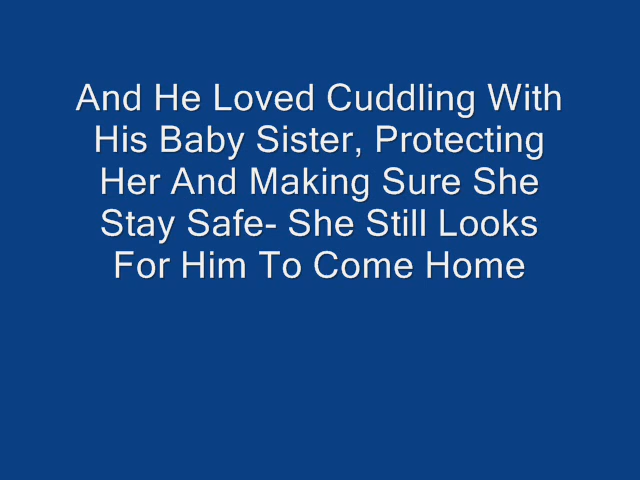 And He Loved Cuddling With
His Baby Sister, Protecting
Her And Making Sure She
Stay Safe- She Still Looks
For Him To Come Home